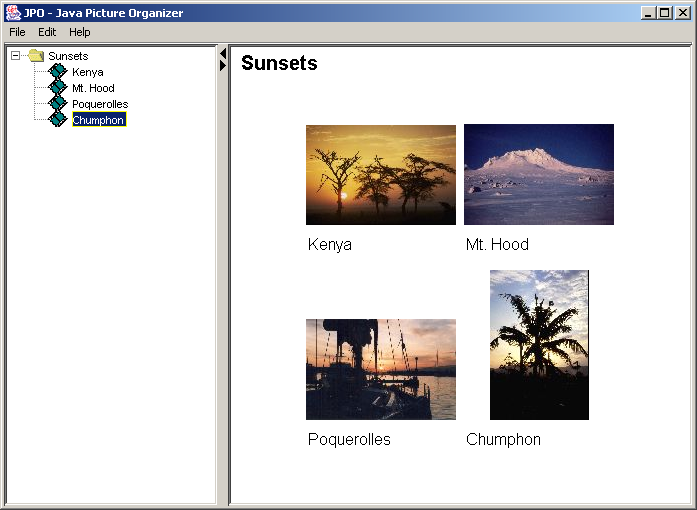 JPO - Java Picture Organizer
File Edit Help
Sunsets
Kenya
Mt. Hood
Poquerolles
Chumphon
Sunsets
Kenya Mt. Hood
Poquerolles Chumphon